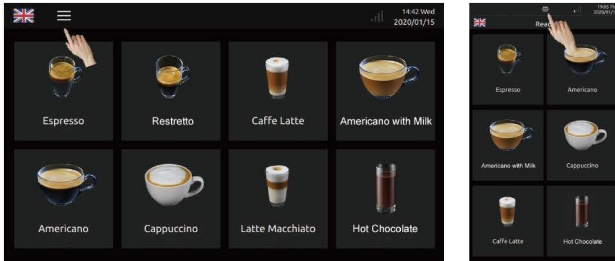 14:42 Wed
2020/01/15
Espresso
Restretto
Caffe Latte
Americano with Milk
Americano
Cappuccino
Latte Macchiato
Hot Chocolate
Espresso
Americano
Americano with Milk
Cappuccino
Caffe Latte
Hot Chocolate